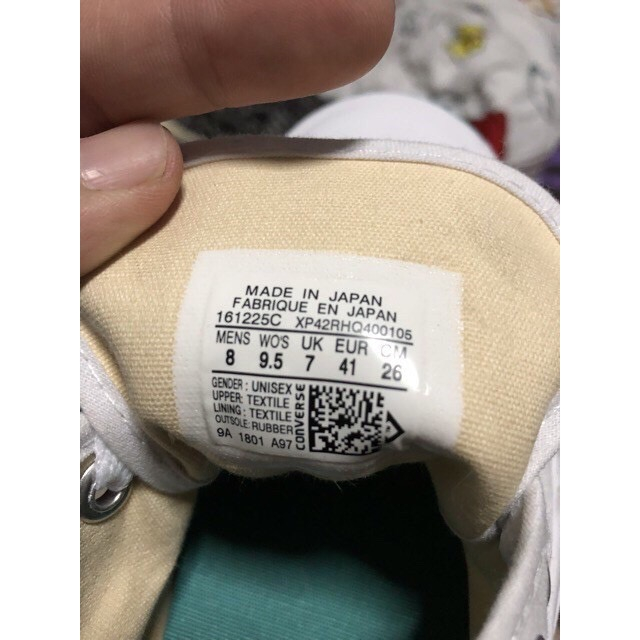 MADE IN JAPAN
FABRIQUE EN JAPAN
161225C XP42RHQ400105
MENS WO'S UK EUR CM
8 9.5 7 41 26
GENDER : UNISEX
UPPER: TEXTILE
LINING : TEXTILE
OUTSOLE: RUBBER
9A 1801 A97
CONVERSE